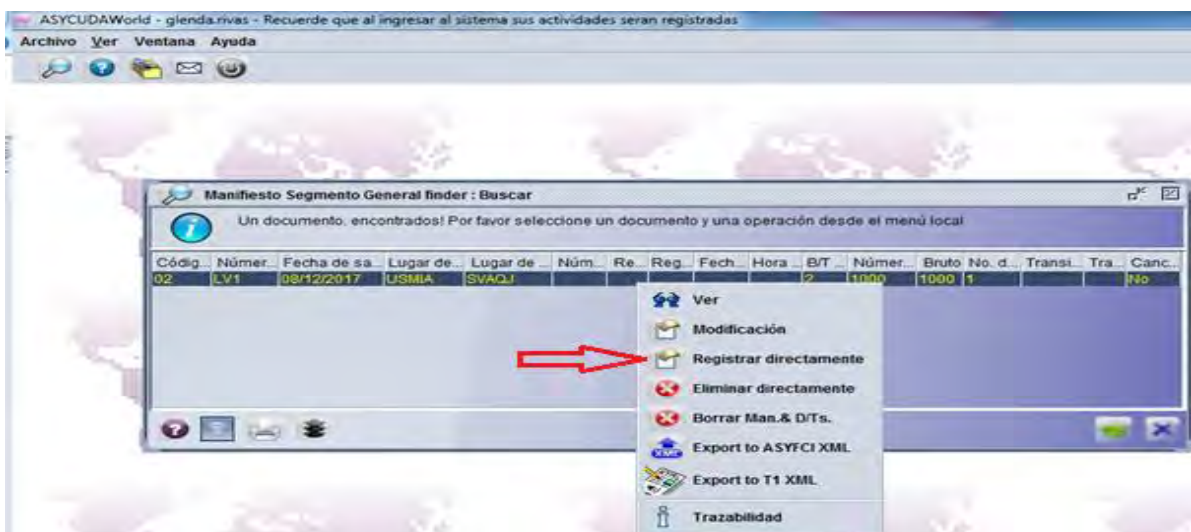 ASYCUDAWorld - glenda.rivas - Recuerde que al ingresar al sistema sus actividades seran registradas
Archivo Ver Ventana Ayuda
Manifiesto Segmento General finder : Buscar
Un documento, encontrados! Por favor seleccione un documento y una operación desde el menú local
Códig... Númer... Fecha de sa... Lugar de... Lugar de ... Núm... Re... Reg... Fech... Hora ... B/T Númer... Bruto No. d... Transi... Tra... Canc...
02 LV1 08/12/2017 USMIA SVAQJ 2 1000 1000 1 No
Ver
Modificación
Registrar directamente
Eliminar directamente
Borrar Man.& D/Ts.
XML Export to ASYFCI XML
Export to T1 XML
Trazabilidad